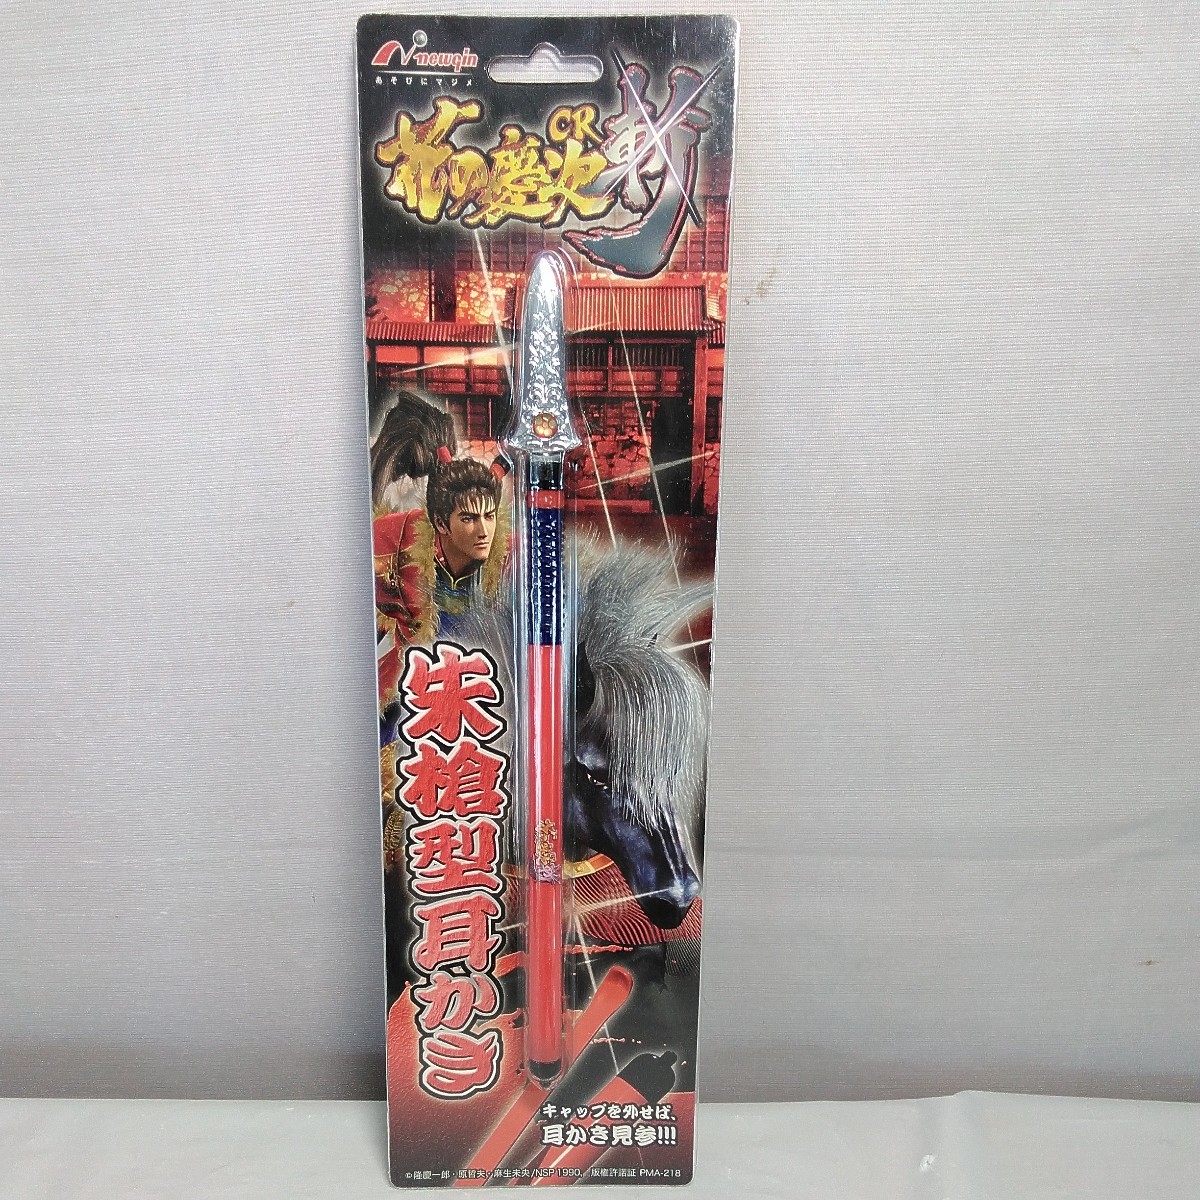 newgin
あそびにマジメ
CR
花の慶次 斬
朱槍型耳かき
キャップを外せば、
耳かき見参!!!
©隆慶一郎・原哲夫・麻生未央/NSP 1990, 版権許諾証 PMA-218